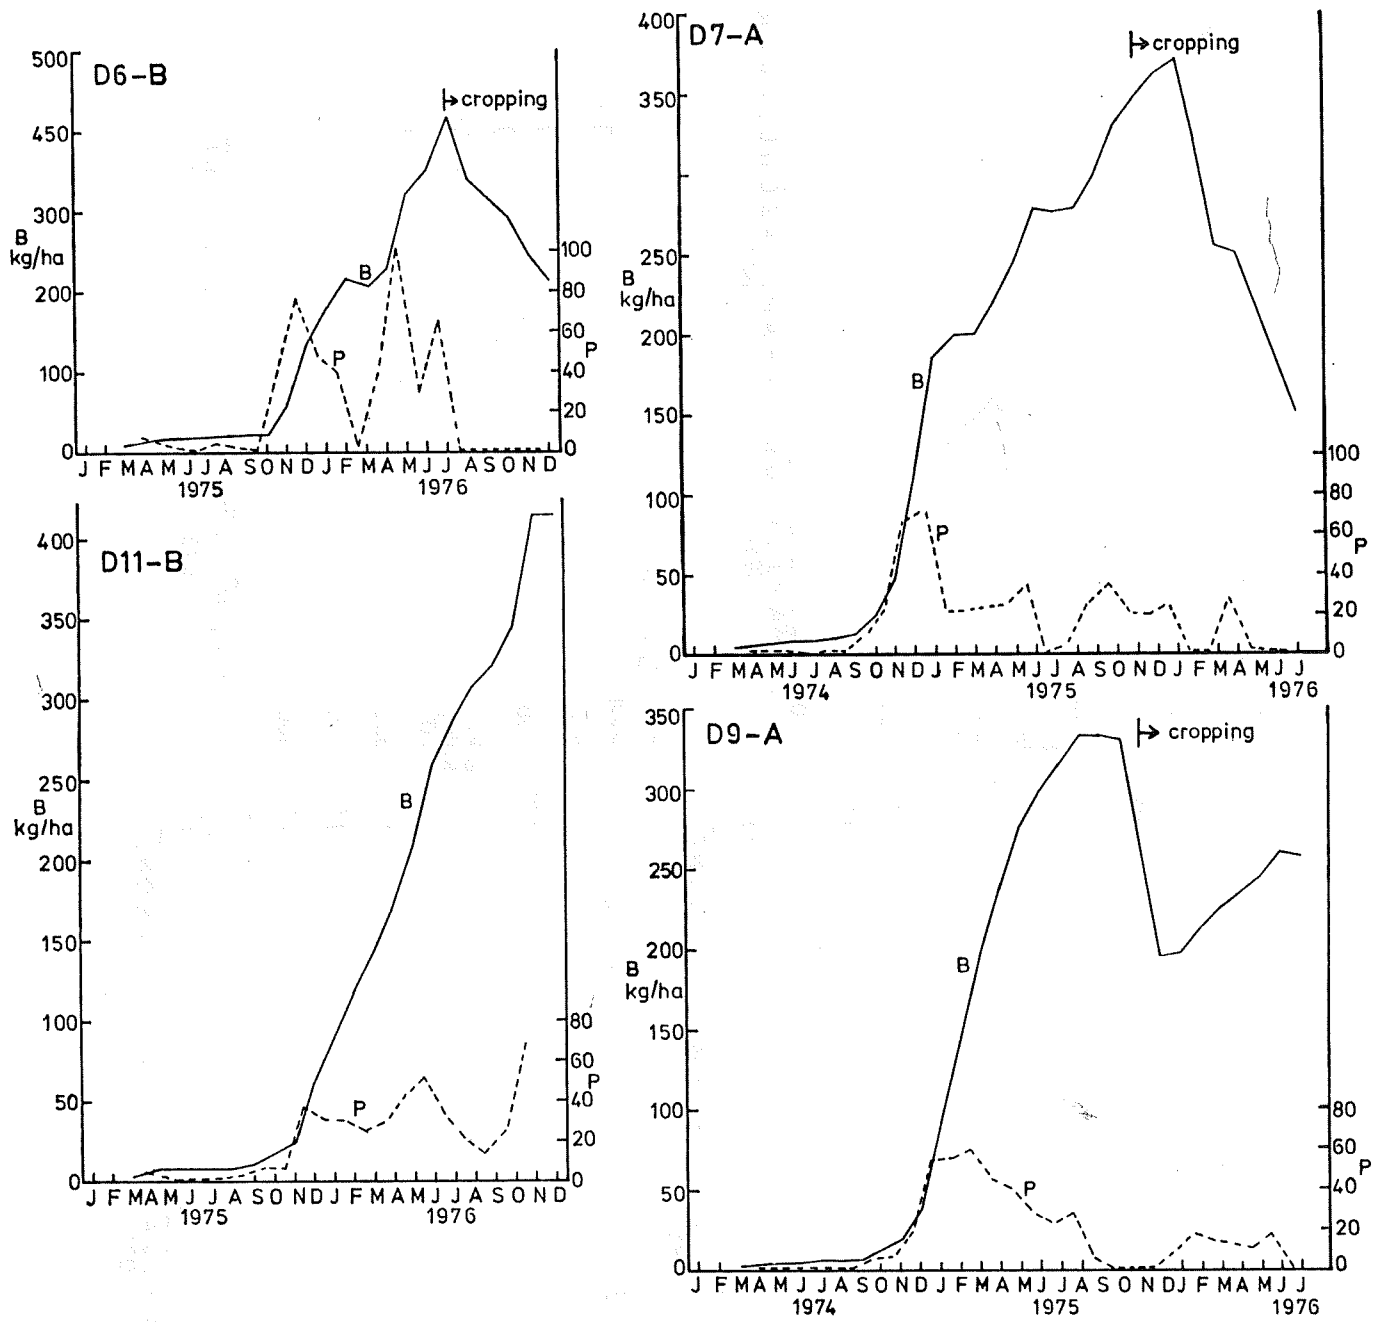 D6-B
cropping
500
450
300
200
100
0
B
kg/ha
B
P
100
80
60
40
20
0
P
J F M A M J J A S O N D J F M A M J J A S O N D
1975 1976
D7-A
cropping
400
350
250
200
150
100
50
0
B
kg/ha
B
P
100
80
60
40
20
0
P
J F M A M J J A S O N D J F M A M J J A S O N D J F M A M J J
1974 1975 1976
D11-B
400
350
300
250
200
150
100
50
0
B
kg/ha
B
P
80
60
40
20
0
P
J F M A M J J A S O N D J F M A M J J A S O N D
1975 1976
D9-A
cropping
350
300
250
200
150
100
50
0
B
kg/ha
B
P
80
60
40
20
0
P
J F M A M J J A S O N D J F M A M J J A S O N D J F M A M J J
1974 1975 1976